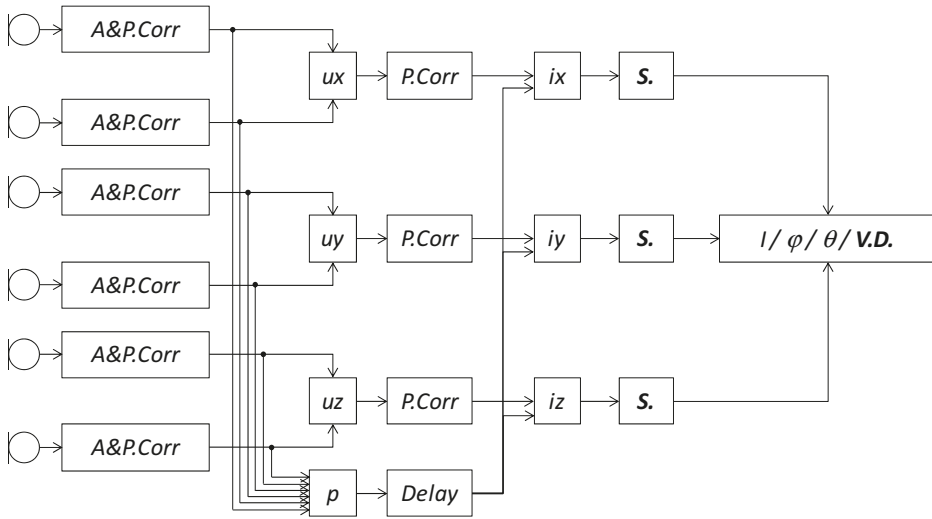 A&P.Corr
ux P.Corr ix S.
A&P.Corr
A&P.Corr
uy P.Corr iy S. I / φ / θ / V.D.
A&P.Corr
A&P.Corr
uz P.Corr iz S.
A&P.Corr
p Delay